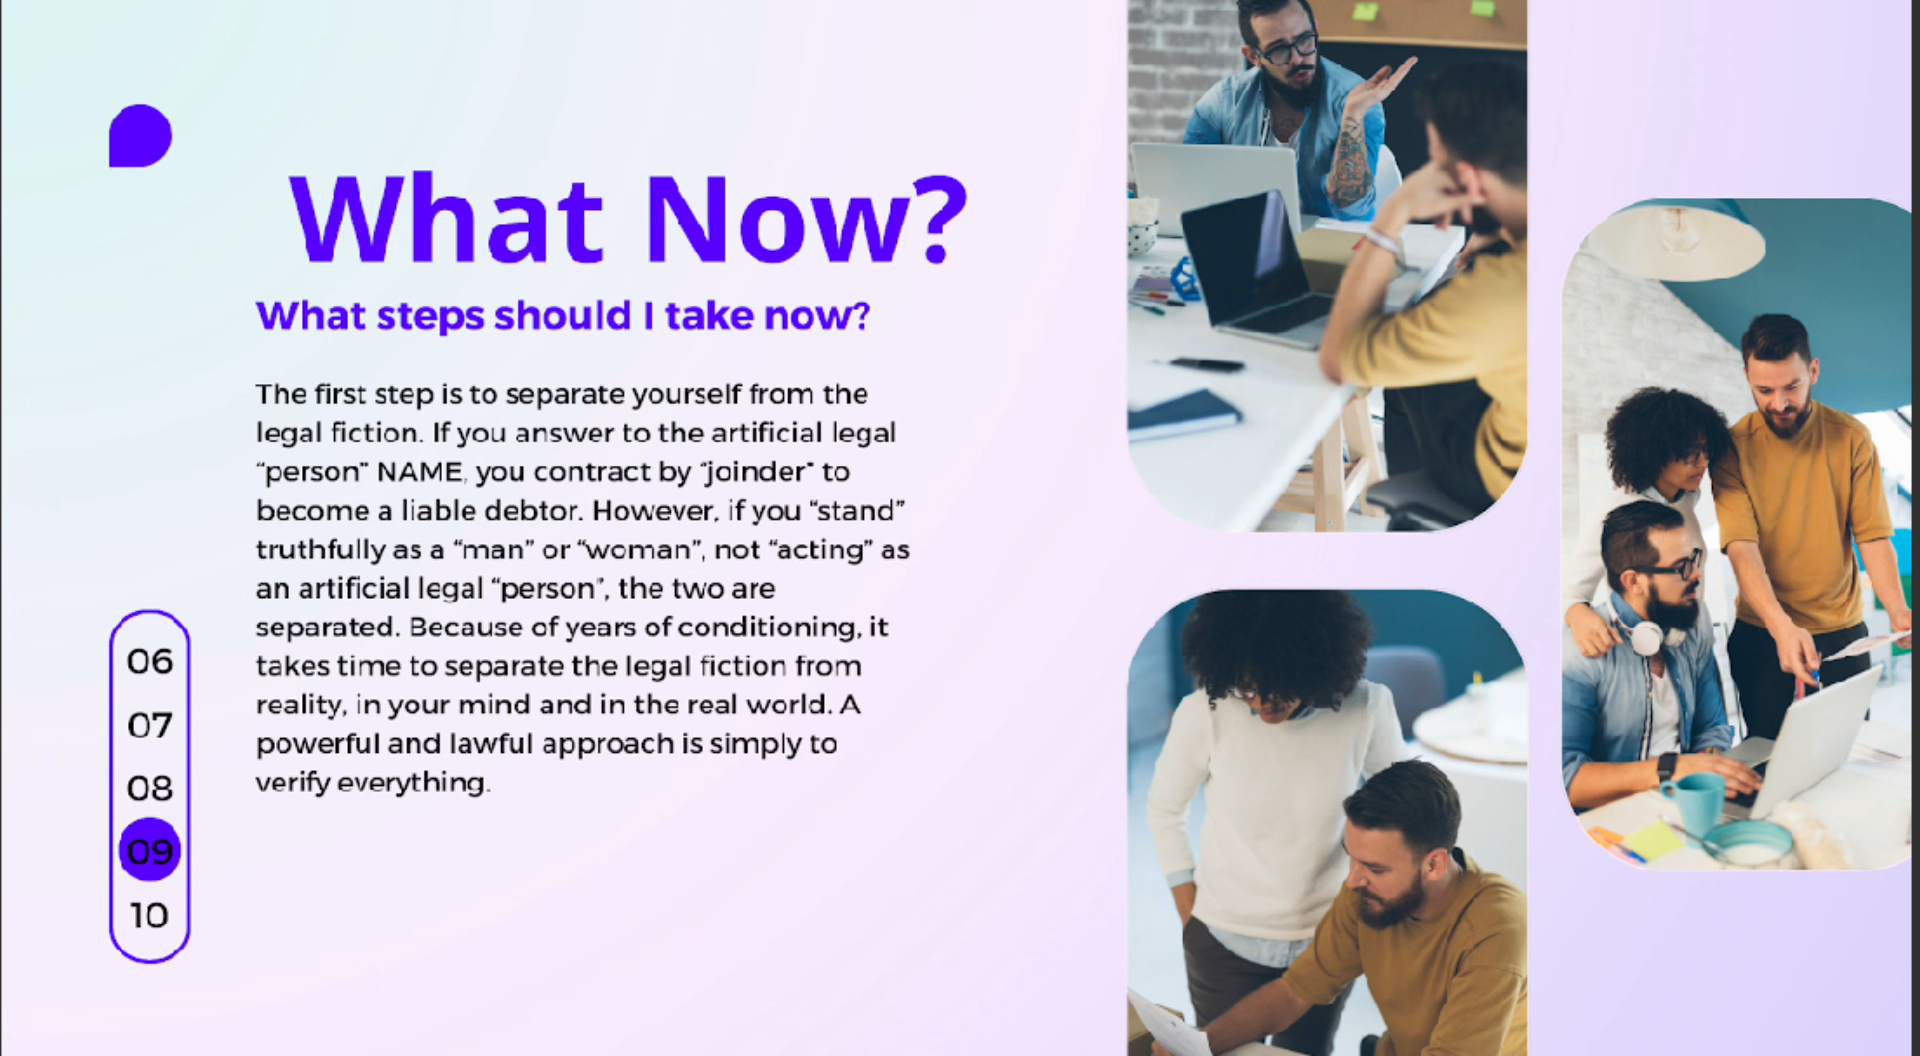 What Now?
What steps should I take now?
The first step is to separate yourself from the
legal fiction. If you answer to the artificial legal
“person” NAME, you contract by “joinder” to
become a liable debtor. However, if you “stand”
truthfully as a “man” or “woman”, not “acting” as
an artificial legal “person”, the two are
separated. Because of years of conditioning, it
takes time to separate the legal fiction from
reality, in your mind and in the real world. A
powerful and lawful approach is simply to
verify everything.
06
07
08
09
10